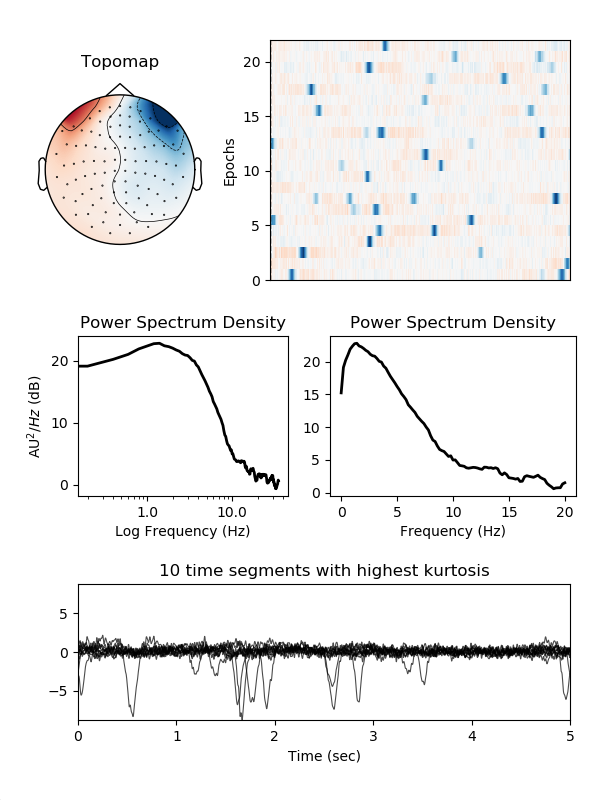 Topomap
Epochs
20
15
10
5
0
Power Spectrum Density
AU²/Hz (dB)
20
10
0
1.0 10.0
Log Frequency (Hz)
Power Spectrum Density
20
15
10
5
0
0 5 10 15 20
Frequency (Hz)
10 time segments with highest kurtosis
5
0
−5
0 1 2 3 4 5
Time (sec)